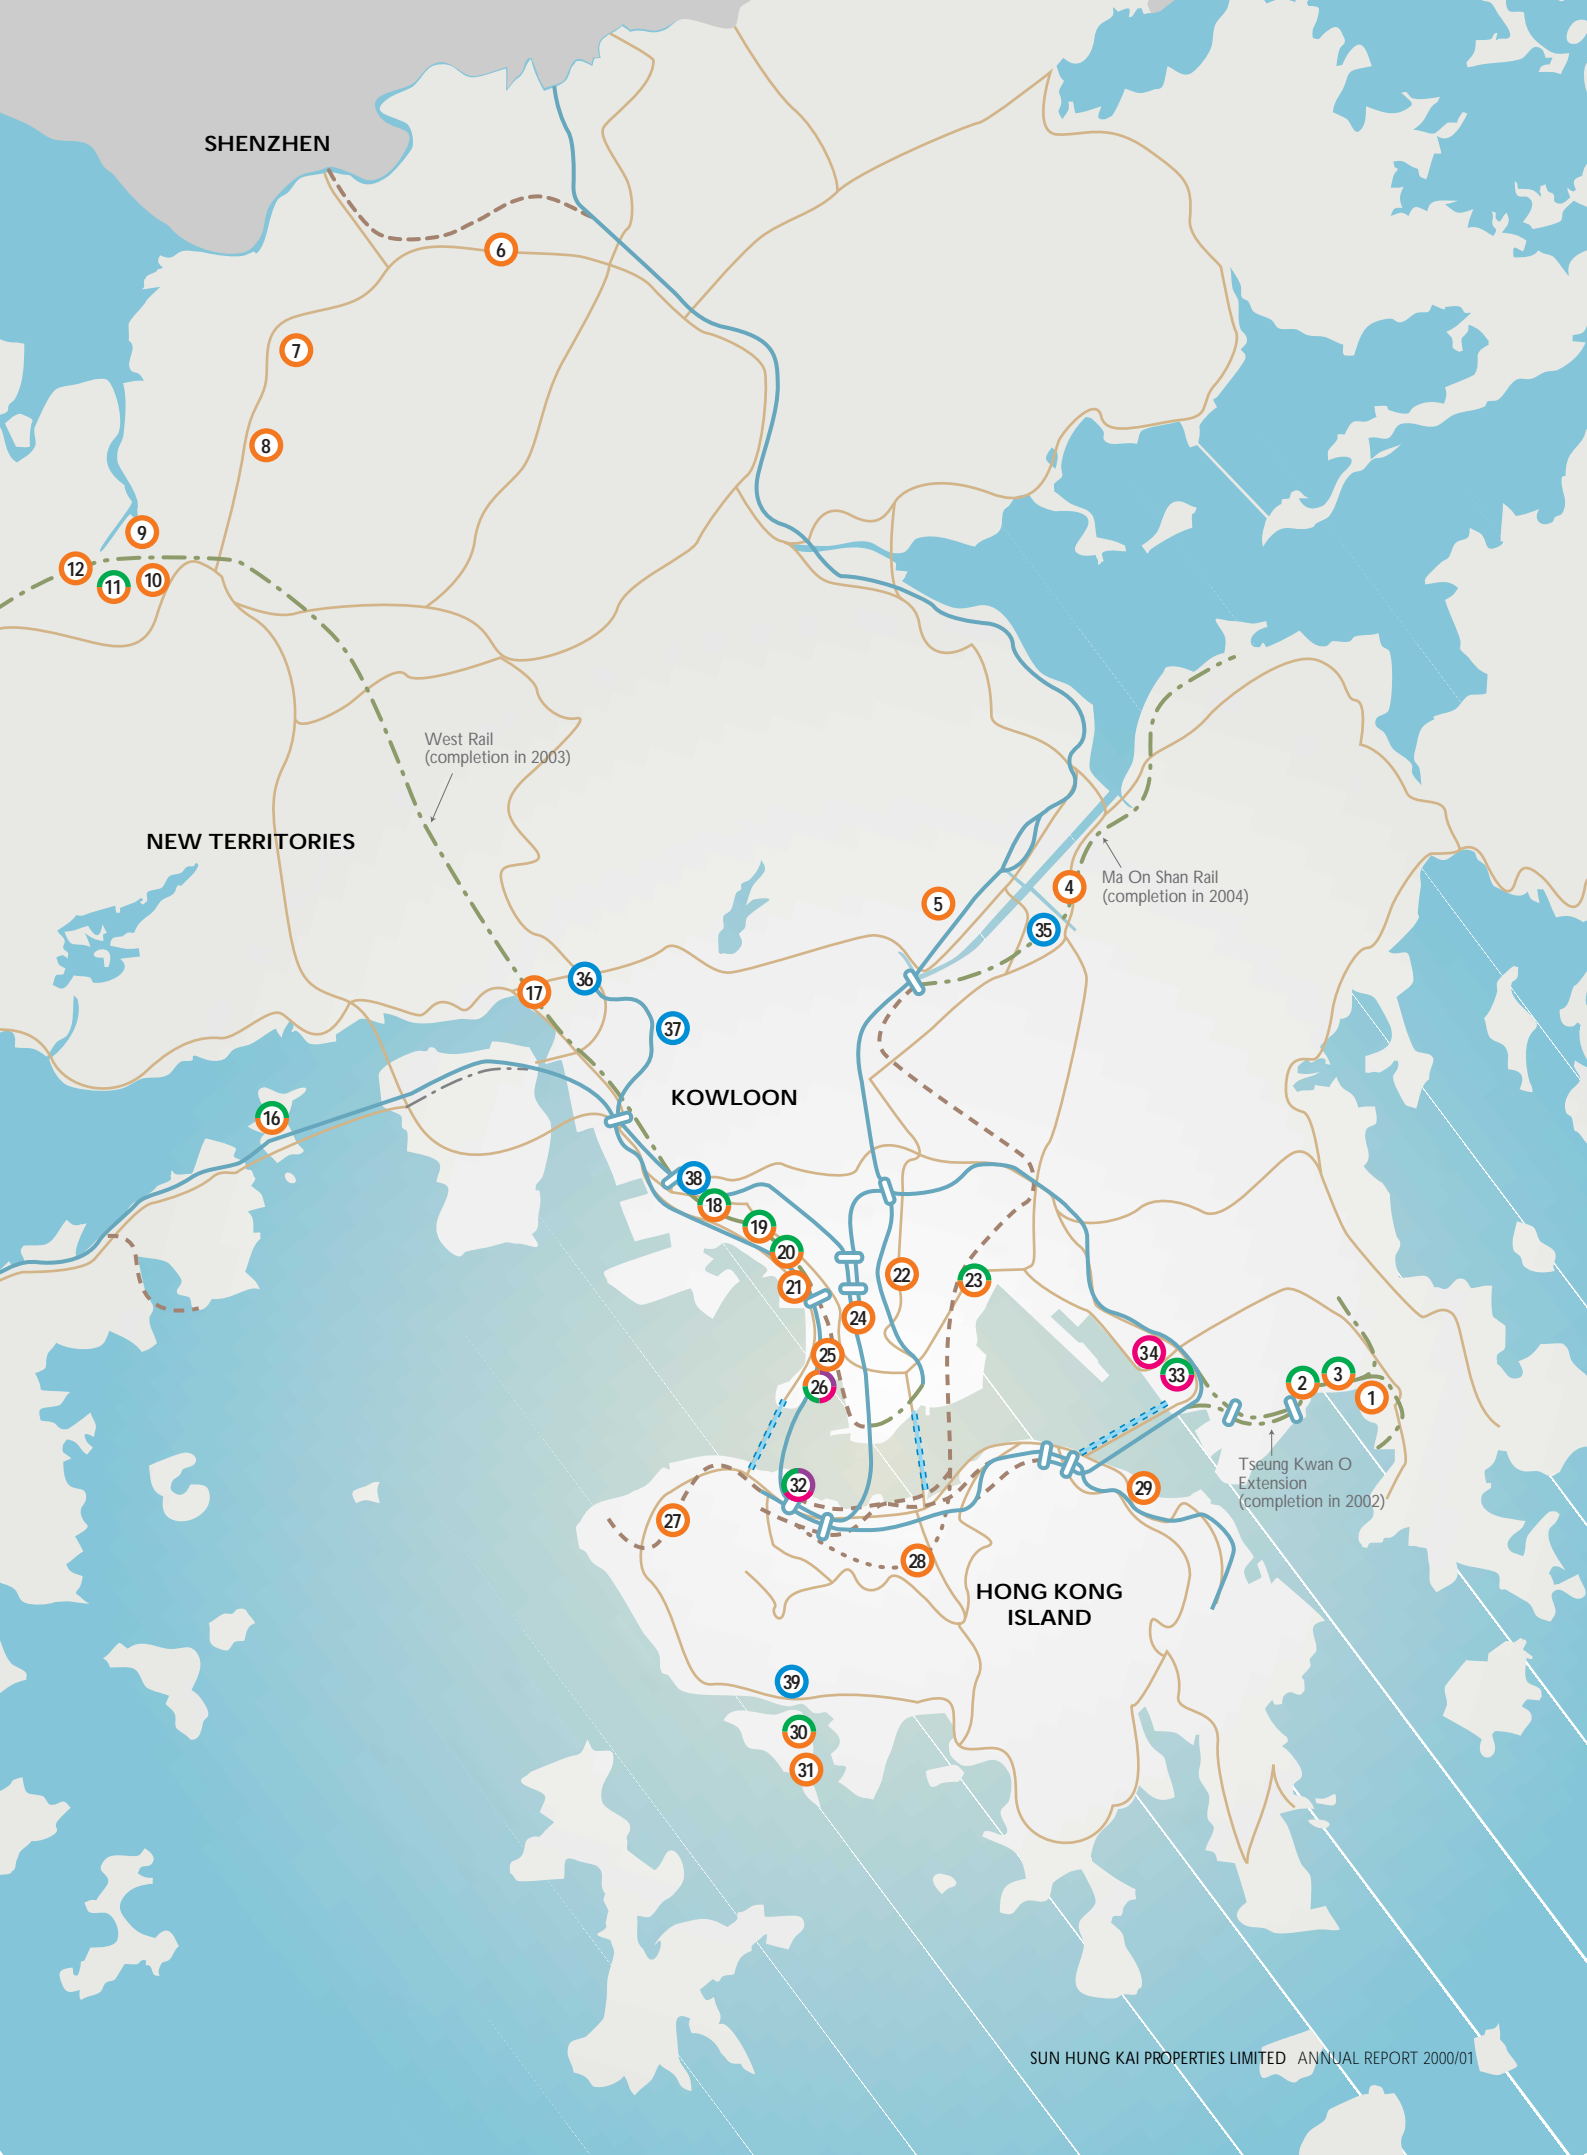 SHENZHEN
6
7
8
9
12
11
10
West Rail
(completion in 2003)
NEW TERRITORIES
4
Ma On Shan Rail
(completion in 2004)
5
35
36
17
37
KOWLOON
16
38
18
19
20
22
23
21
24
34
25
33
3
2
26
1
Tseung Kwan O
Extension
(completion in 2002)
32
29
27
28
HONG KONG
ISLAND
39
30
31
SUN HUNG KAI PROPERTIES LIMITED ANNUAL REPORT 2000/01